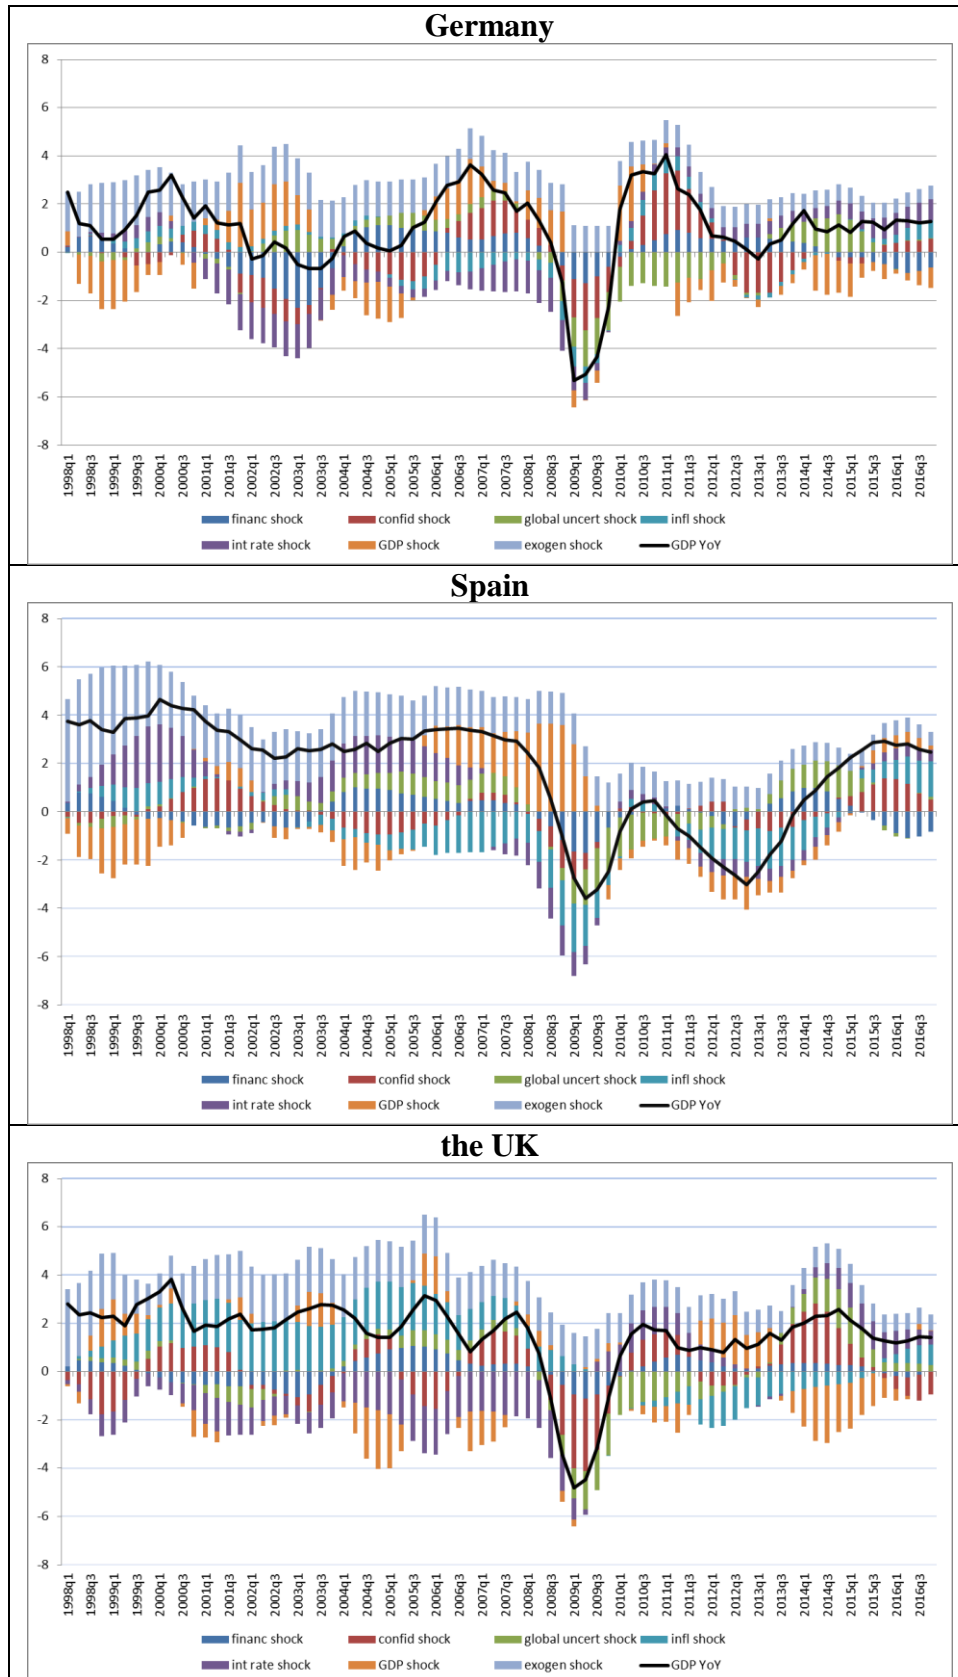 Germany
8
6
4
2
0
-2
-4
-6
-8
1998q1 1998q3 1999q1 1999q3 2000q1 2000q3 2001q1 2001q3 2002q1 2002q3 2003q1 2003q3 2004q1 2004q3 2005q1 2005q3 2006q1 2006q3 2007q1 2007q3 2008q1 2008q3 2009q1 2009q3 2010q1 2010q3 2011q1 2011q3 2012q1 2012q3 2013q1 2013q3 2014q1 2014q3 2015q1 2015q3 2016q1 2016q3
financ shock confid shock global uncert shock infl shock
int rate shock GDP shock exogen shock GDP YoY
Spain
8
6
4
2
0
-2
-4
-6
-8
1998q1 1998q3 1999q1 1999q3 2000q1 2000q3 2001q1 2001q3 2002q1 2002q3 2003q1 2003q3 2004q1 2004q3 2005q1 2005q3 2006q1 2006q3 2007q1 2007q3 2008q1 2008q3 2009q1 2009q3 2010q1 2010q3 2011q1 2011q3 2012q1 2012q3 2013q1 2013q3 2014q1 2014q3 2015q1 2015q3 2016q1 2016q3
financ shock confid shock global uncert shock infl shock
int rate shock GDP shock exogen shock GDP YoY
the UK
8
6
4
2
0
-2
-4
-6
-8
1998q1 1998q3 1999q1 1999q3 2000q1 2000q3 2001q1 2001q3 2002q1 2002q3 2003q1 2003q3 2004q1 2004q3 2005q1 2005q3 2006q1 2006q3 2007q1 2007q3 2008q1 2008q3 2009q1 2009q3 2010q1 2010q3 2011q1 2011q3 2012q1 2012q3 2013q1 2013q3 2014q1 2014q3 2015q1 2015q3 2016q1 2016q3
financ shock confid shock global uncert shock infl shock
int rate shock GDP shock exogen shock GDP YoY